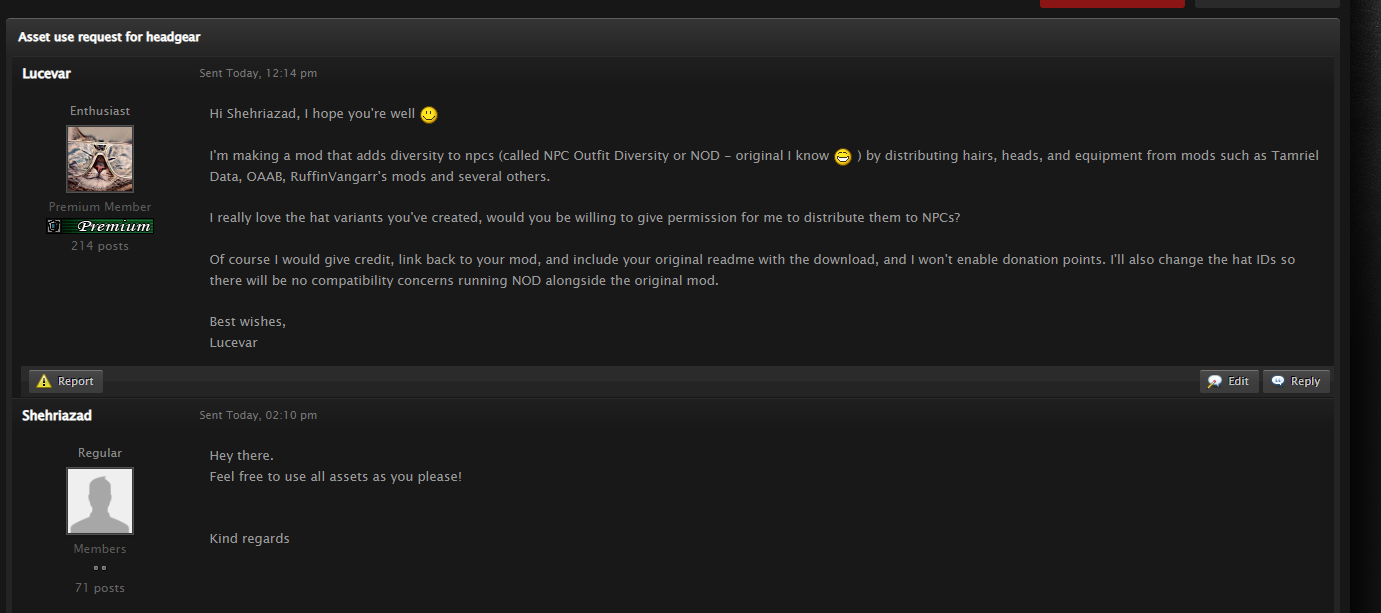 Asset use request for headgear
Lucevar
Sent Today, 12:14 pm
Enthusiast
Premium Member
Premium
214 posts
Hi Shehriazad, I hope you're well
I'm making a mod that adds diversity to npcs (called NPC Outfit Diversity or NOD - original I know ) by distributing hairs, heads, and equipment from mods such as Tamriel
Data, OAAB, RuffinVangarr's mods and several others.
I really love the hat variants you've created, would you be willing to give permission for me to distribute them to NPCs?
Of course I would give credit, link back to your mod, and include your original readme with the download, and I won't enable donation points. I'll also change the hat IDs so
there will be no compatibility concerns running NOD alongside the original mod.
Best wishes,
Lucevar
Report
Edit
Reply
Shehriazad
Sent Today, 02:10 pm
Regular
Members
71 posts
Hey there.
Feel free to use all assets as you please!
Kind regards